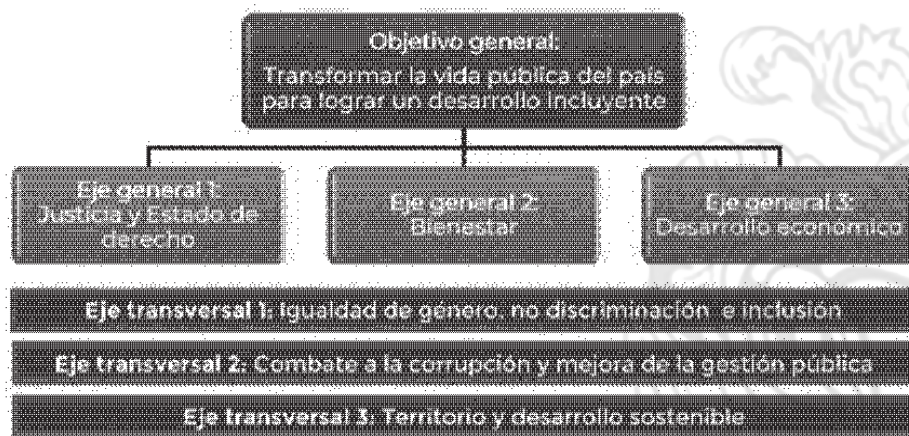 Objetivo general:
Transformar la vida pública del país
para lograr un desarrollo incluyente
Eje general 1:
Justicia y Estado de
derecho
Eje general 2:
Bienestar
Eje general 3:
Desarrollo económico
Eje transversal 1: Igualdad de género, no discriminación e inclusión
Eje transversal 2: Combate a la corrupción y mejora de la gestión pública
Eje transversal 3: Territorio y desarrollo sostenible